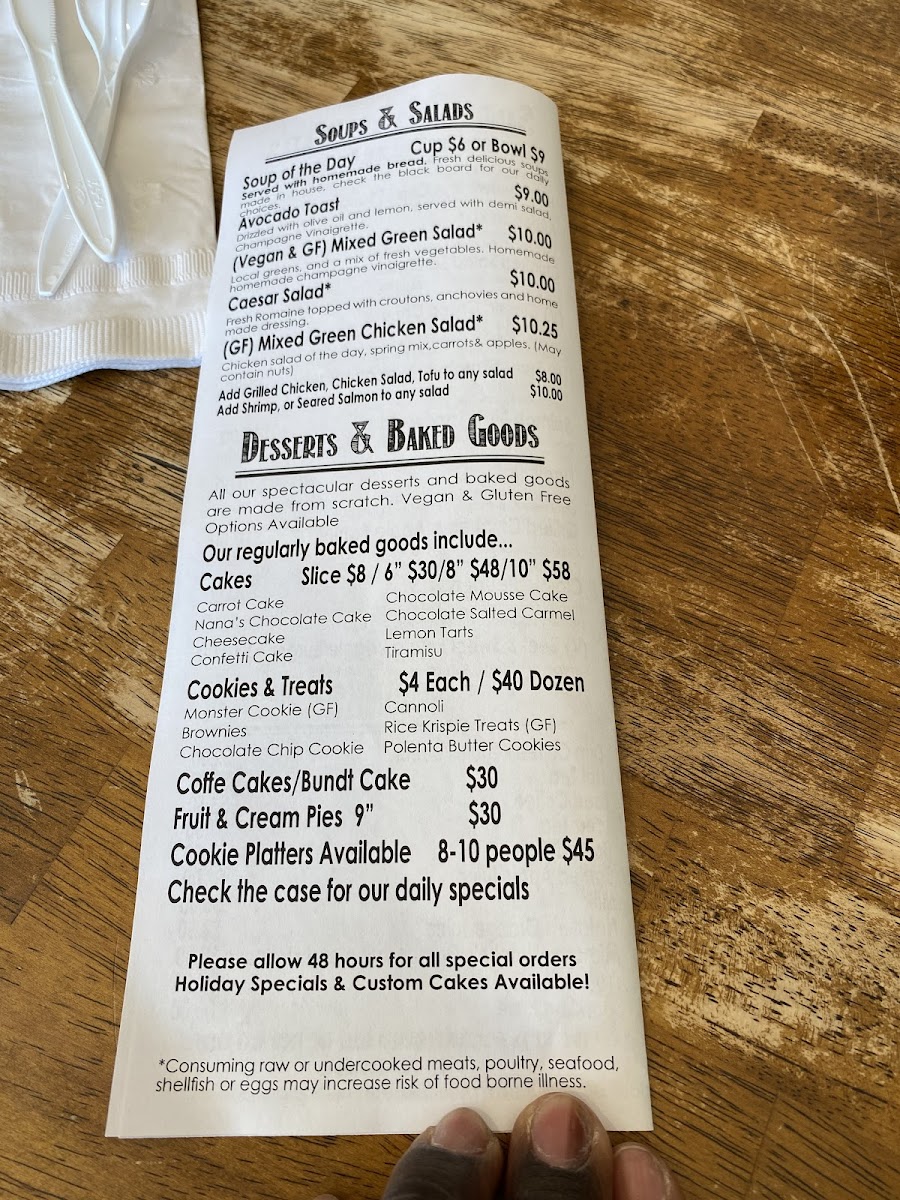 SOUPS & SALADS
Soup of the Day Cup $6 or Bowl $9
Served with homemade bread. Fresh delicious soups
made in house, check the black board for our daily
choices.
Avocado Toast $9.00
Drizzled with olive oil and lemon, served with demi salad,
Champagne Vinaigrette.
(Vegan & GF) Mixed Green Salad* $10.00
Local greens, and a mix of fresh vegetables. Homemade
homemade champagne vinaigrette.
Caesar Salad* $10.00
Fresh Romaine topped with croutons, anchovies and home
made dressing.
(GF) Mixed Green Chicken Salad* $10.25
Chicken salad of the day, spring mix,carrots& apples. (May
contain nuts)
Add Grilled Chicken, Chicken Salad, Tofu to any salad $8.00
Add Shrimp, or Seared Salmon to any salad $10.00
DESSERTS & BAKED GOODS
All our spectacular desserts and baked goods
are made from scratch. Vegan & Gluten Free
Options Available
Our regularly baked goods include...
Cakes Slice $8 / 6" $30/8" $48/10" $58
Carrot Cake
Nana's Chocolate Cake
Cheesecake
Confetti Cake
Chocolate Mousse Cake
Chocolate Salted Carmel
Lemon Tarts
Tiramisu
Cookies & Treats $4 Each / $40 Dozen
Monster Cookie (GF)
Brownies
Chocolate Chip Cookie
Cannoli
Rice Krispie Treats (GF)
Polenta Butter Cookies
Coffe Cakes/Bundt Cake $30
Fruit & Cream Pies 9" $30
Cookie Platters Available 8-10 people $45
Check the case for our daily specials
Please allow 48 hours for all special orders
Holiday Specials & Custom Cakes Available!
*Consuming raw or undercooked meats, poultry, seafood,
shellfish or eggs may increase risk of food borne illness.